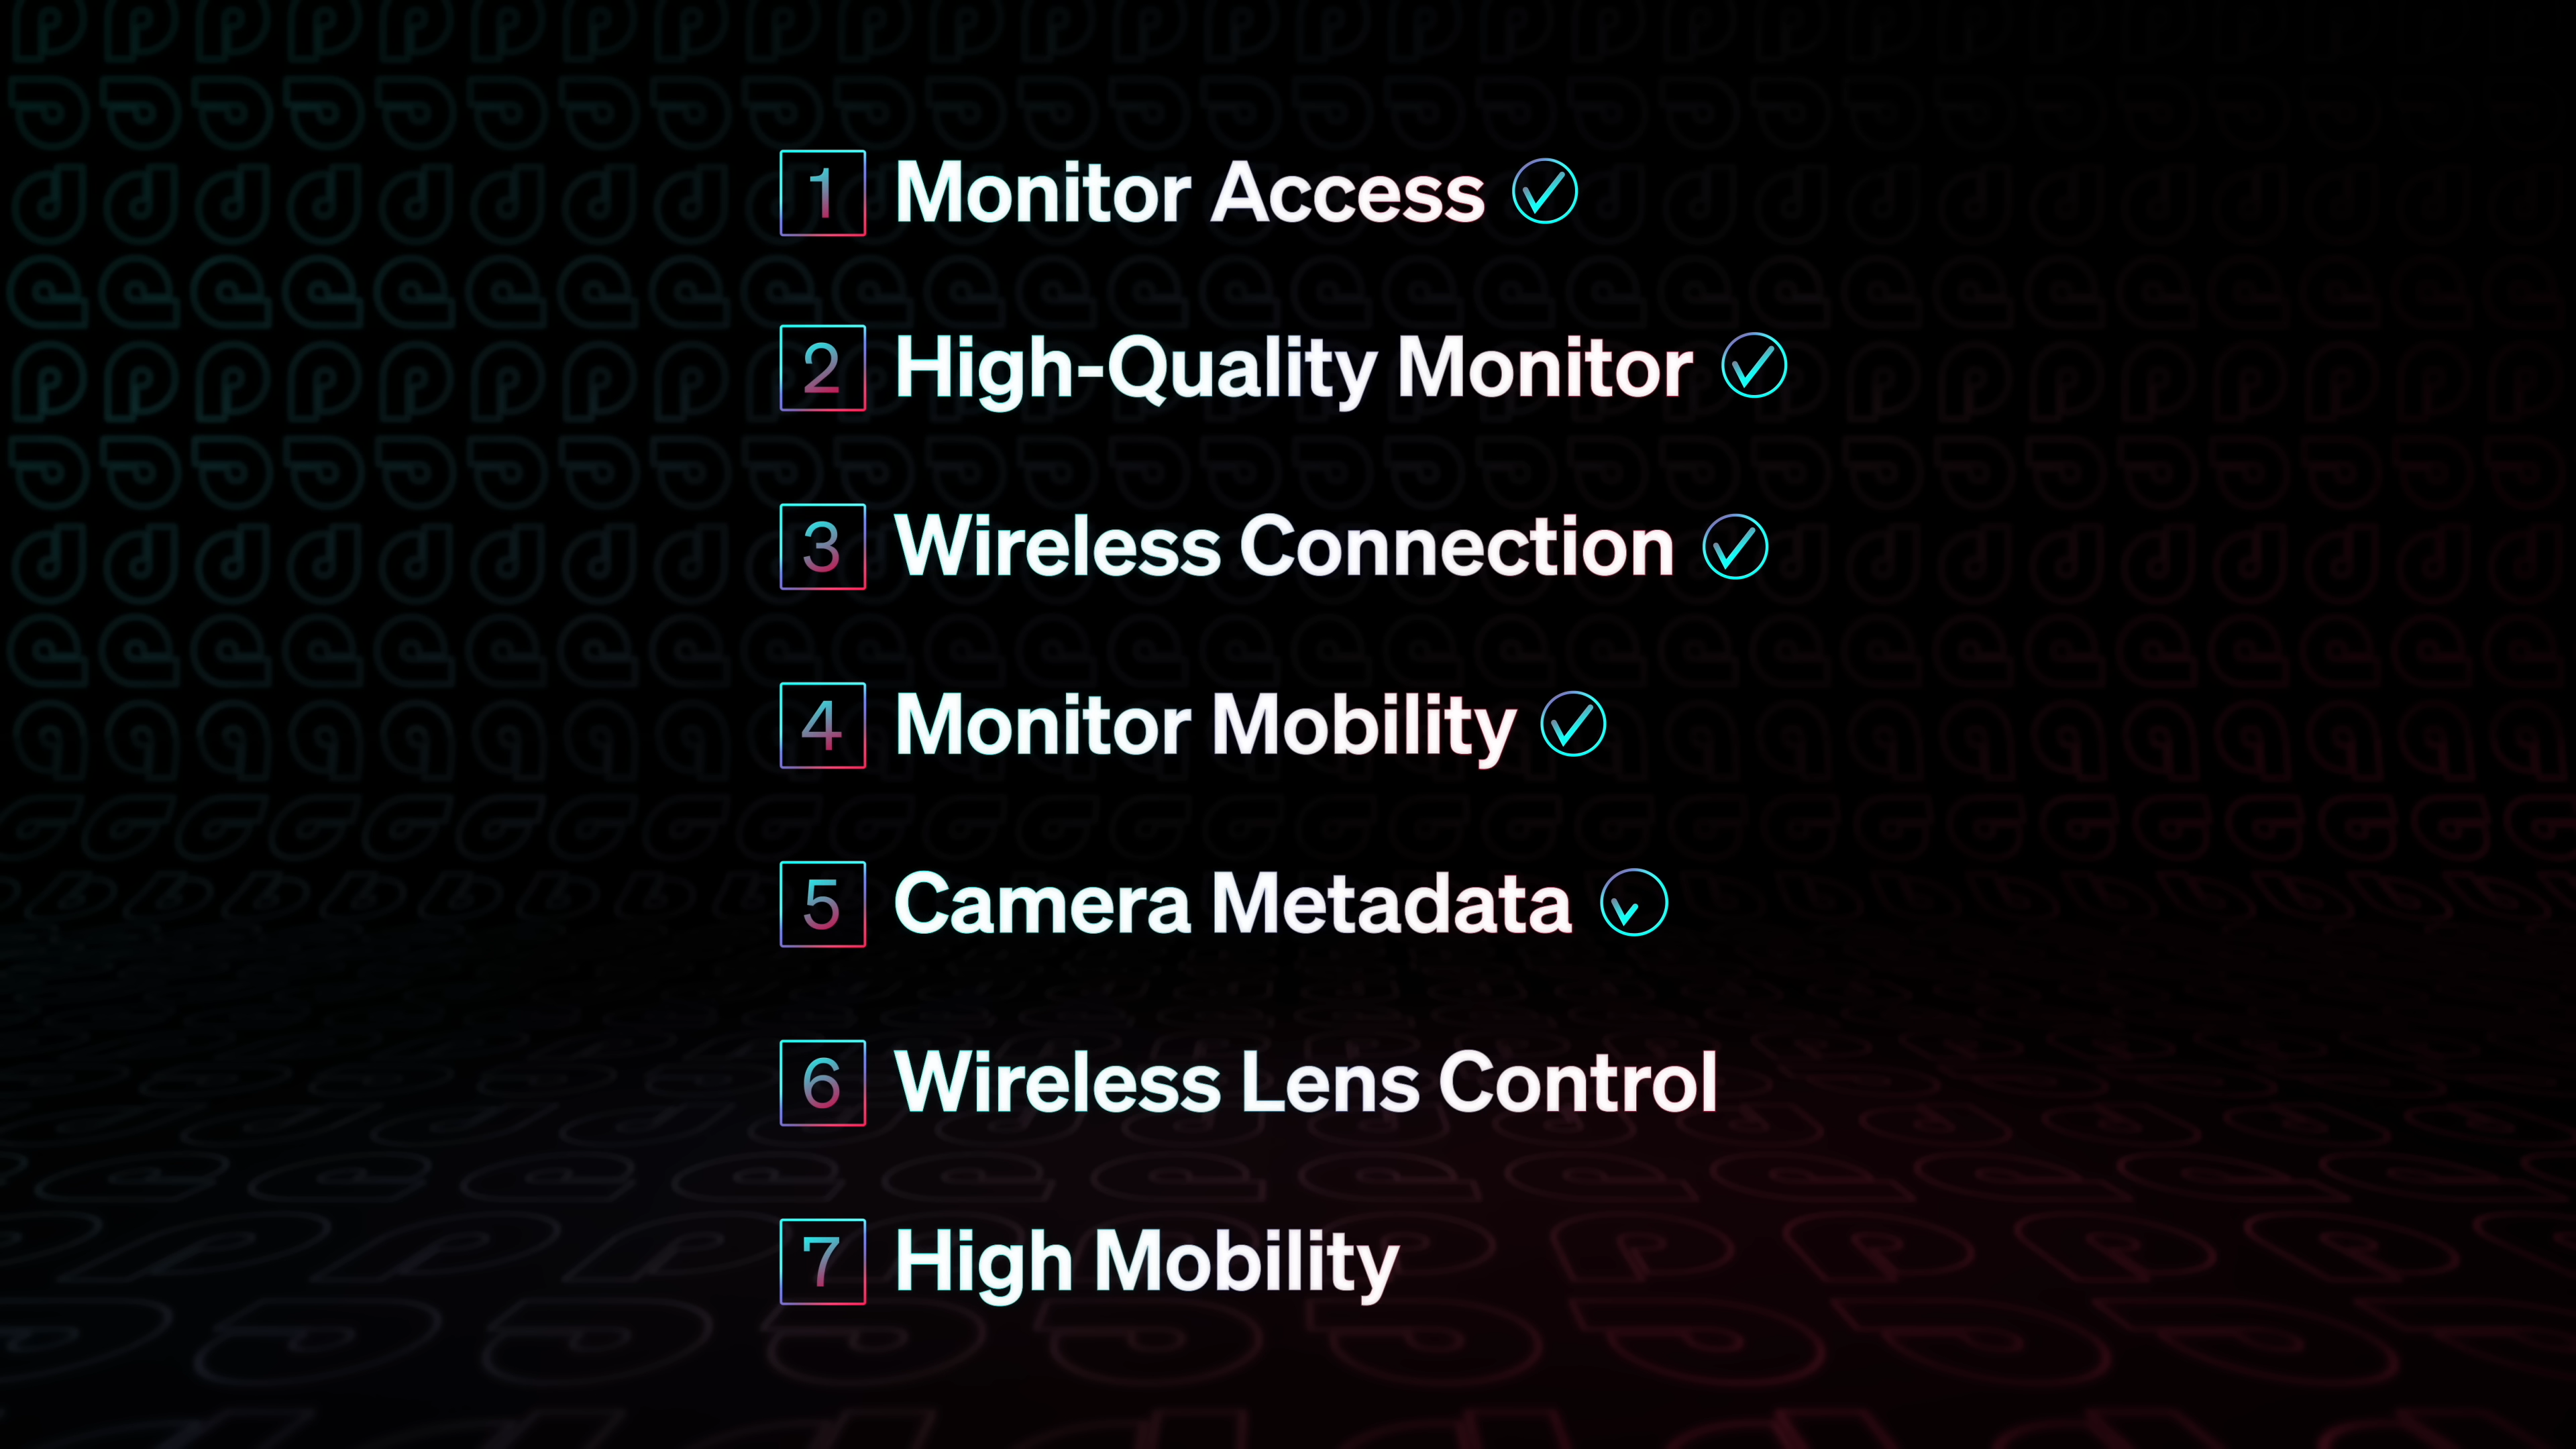 1 Monitor Access
2 High-Quality Monitor
3 Wireless Connection
4 Monitor Mobility
5 Camera Metadata
6 Wireless Lens Control
7 High Mobility